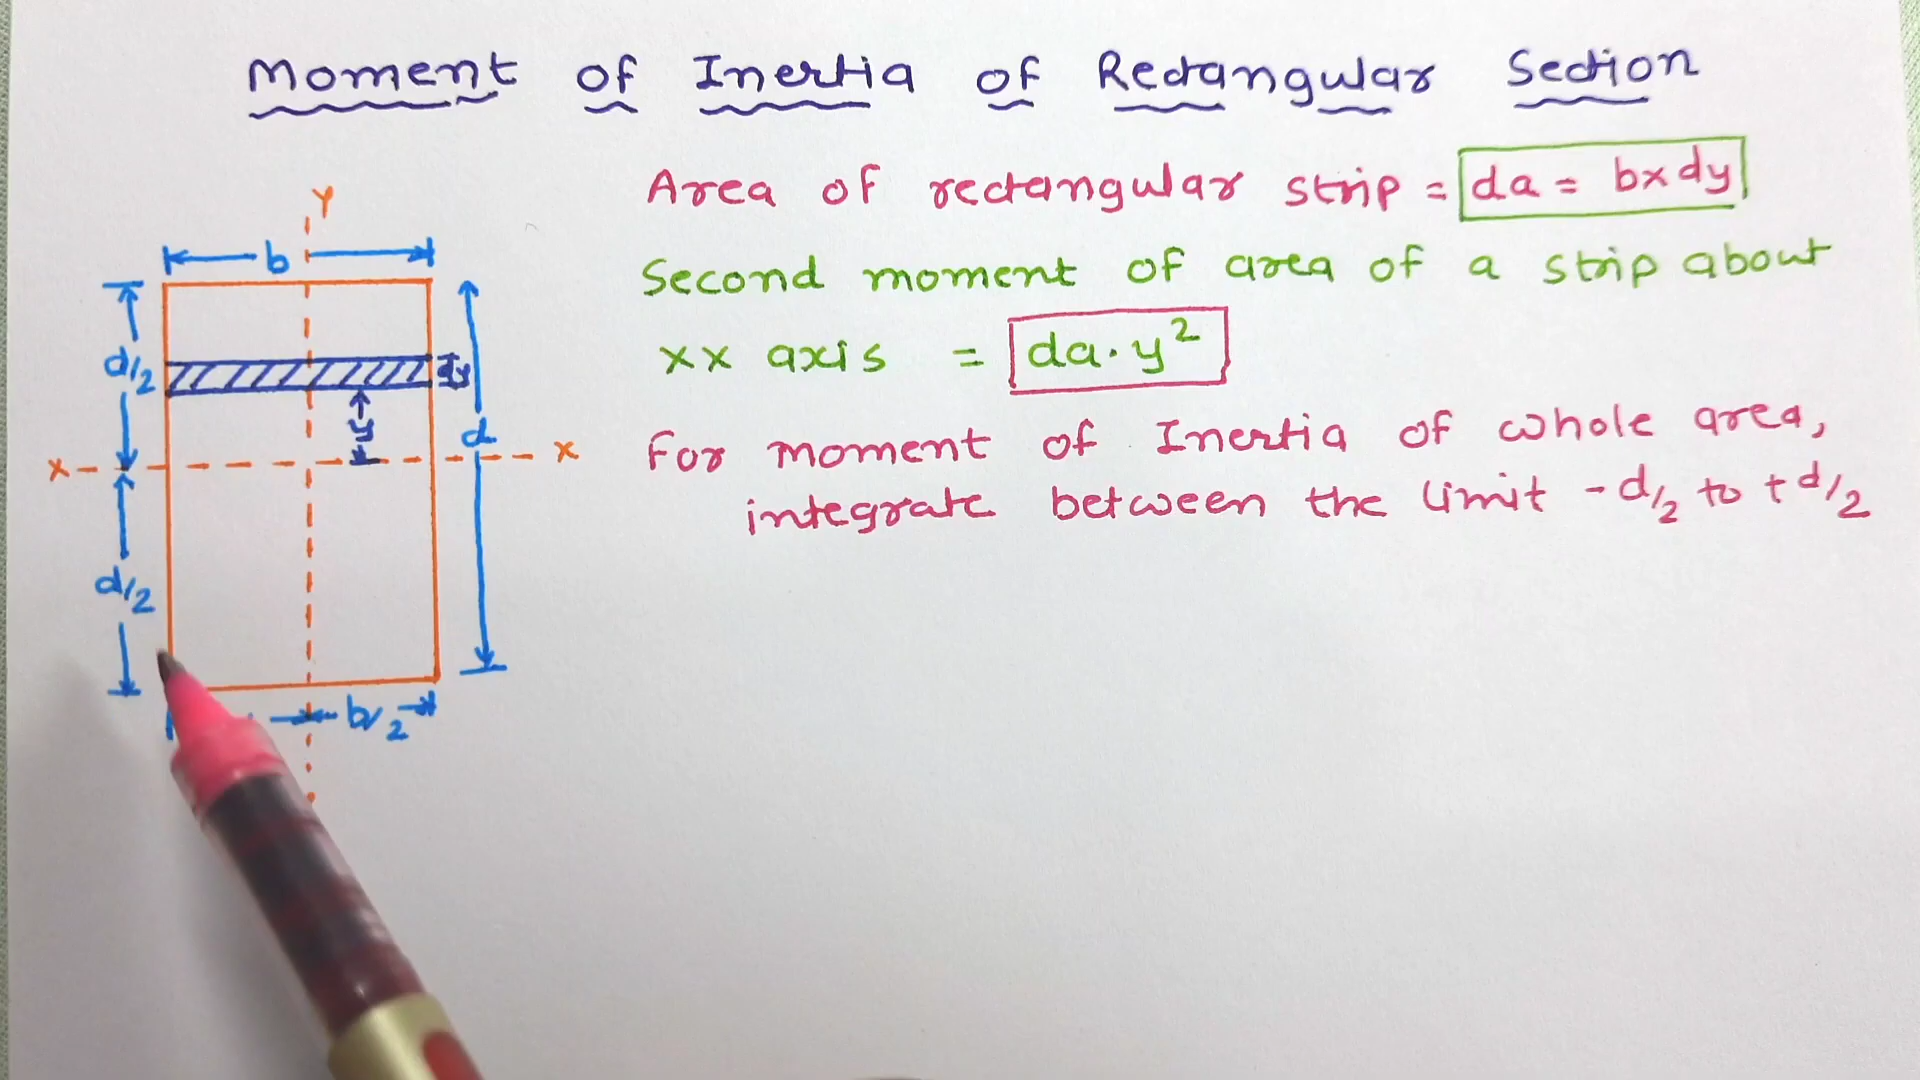 Moment of Inertia of Rectangular Section
Area of rectangular strip = da = b x dy
Second moment of area of a strip about
xx axis = da · y²
For moment of Inertia of whole area,
integrate between the limit - d/2 to + d/2
Y
b
d/2
dy
y
d
x
x
d/2
b/2